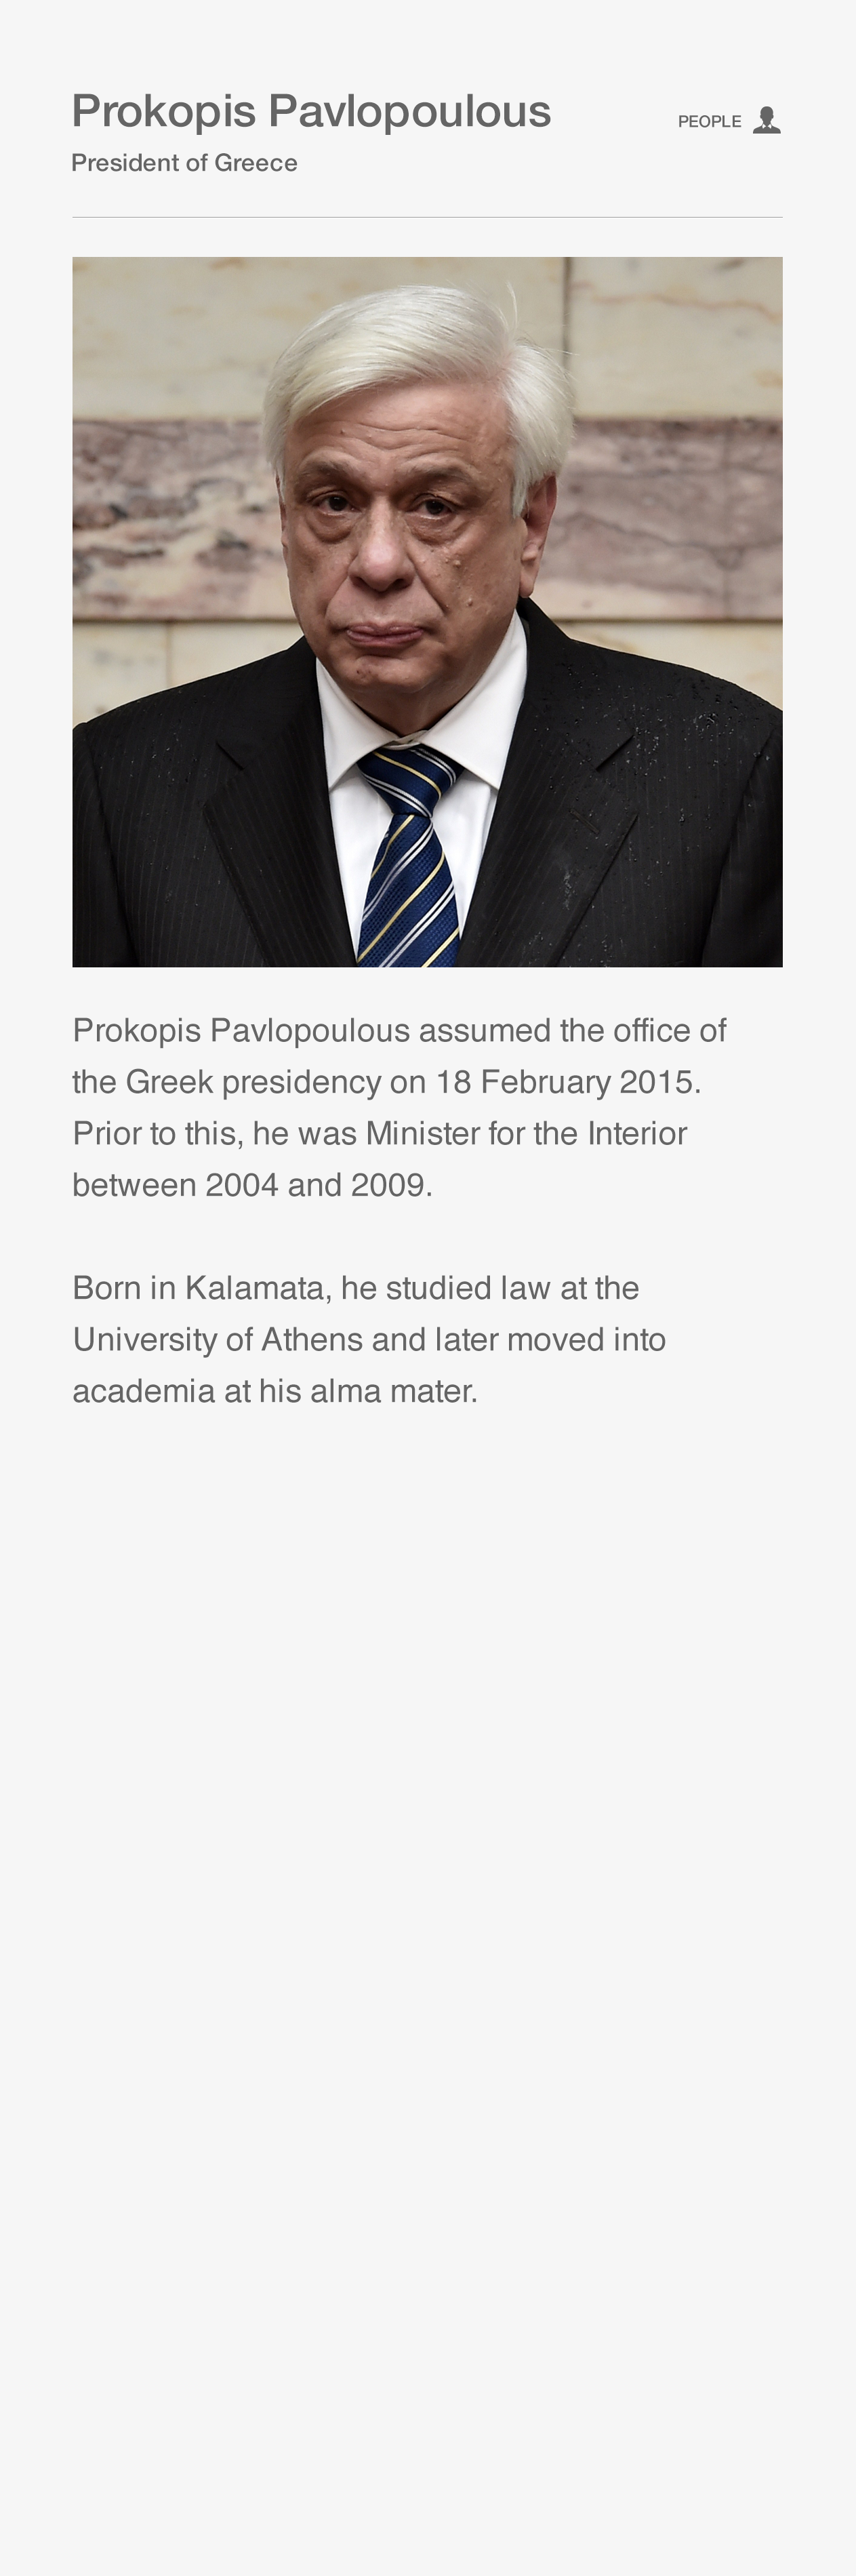 Prokopis Pavlopoulous
PEOPLE
President of Greece
Prokopis Pavlopoulous assumed the office of
the Greek presidency on 18 February 2015.
Prior to this, he was Minister for the Interior
between 2004 and 2009.
Born in Kalamata, he studied law at the
University of Athens and later moved into
academia at his alma mater.